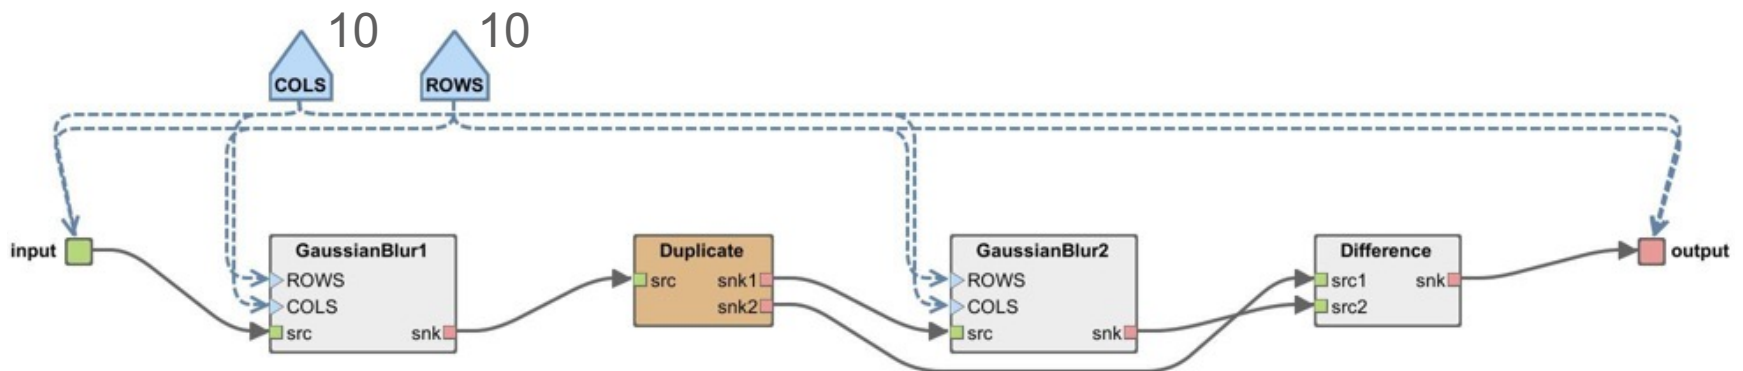 10
10
COLS
ROWS
input
GaussianBlur1
ROWS
COLS
src
snk
Duplicate
src
snk1
snk2
GaussianBlur2
ROWS
COLS
src
snk
Difference
src1
snk
src2
output